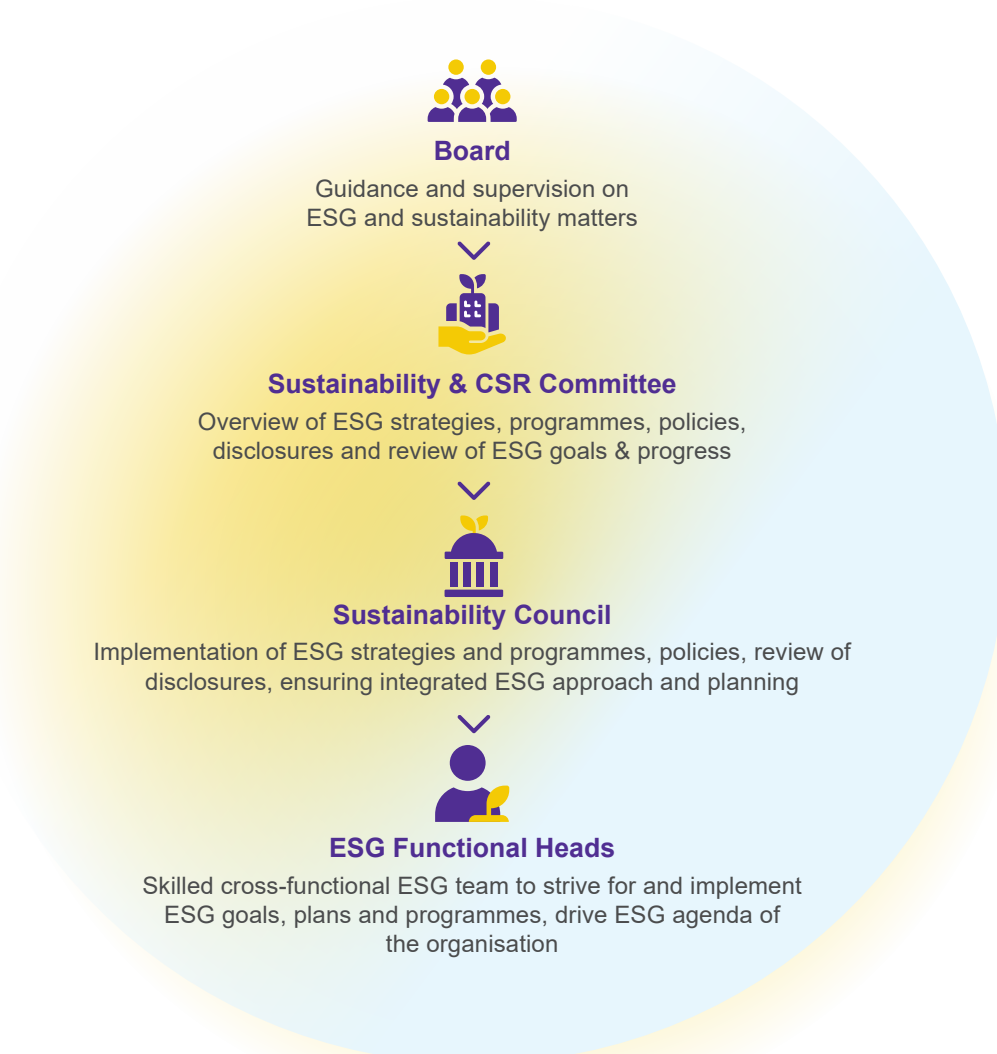 Board
Guidance and supervision on
ESG and sustainability matters
Sustainability & CSR Committee
Overview of ESG strategies, programmes, policies,
disclosures and review of ESG goals & progress
Sustainability Council
Implementation of ESG strategies and programmes, policies, review of
disclosures, ensuring integrated ESG approach and planning
ESG Functional Heads
Skilled cross-functional ESG team to strive for and implement
ESG goals, plans and programmes, drive ESG agenda of
the organisation